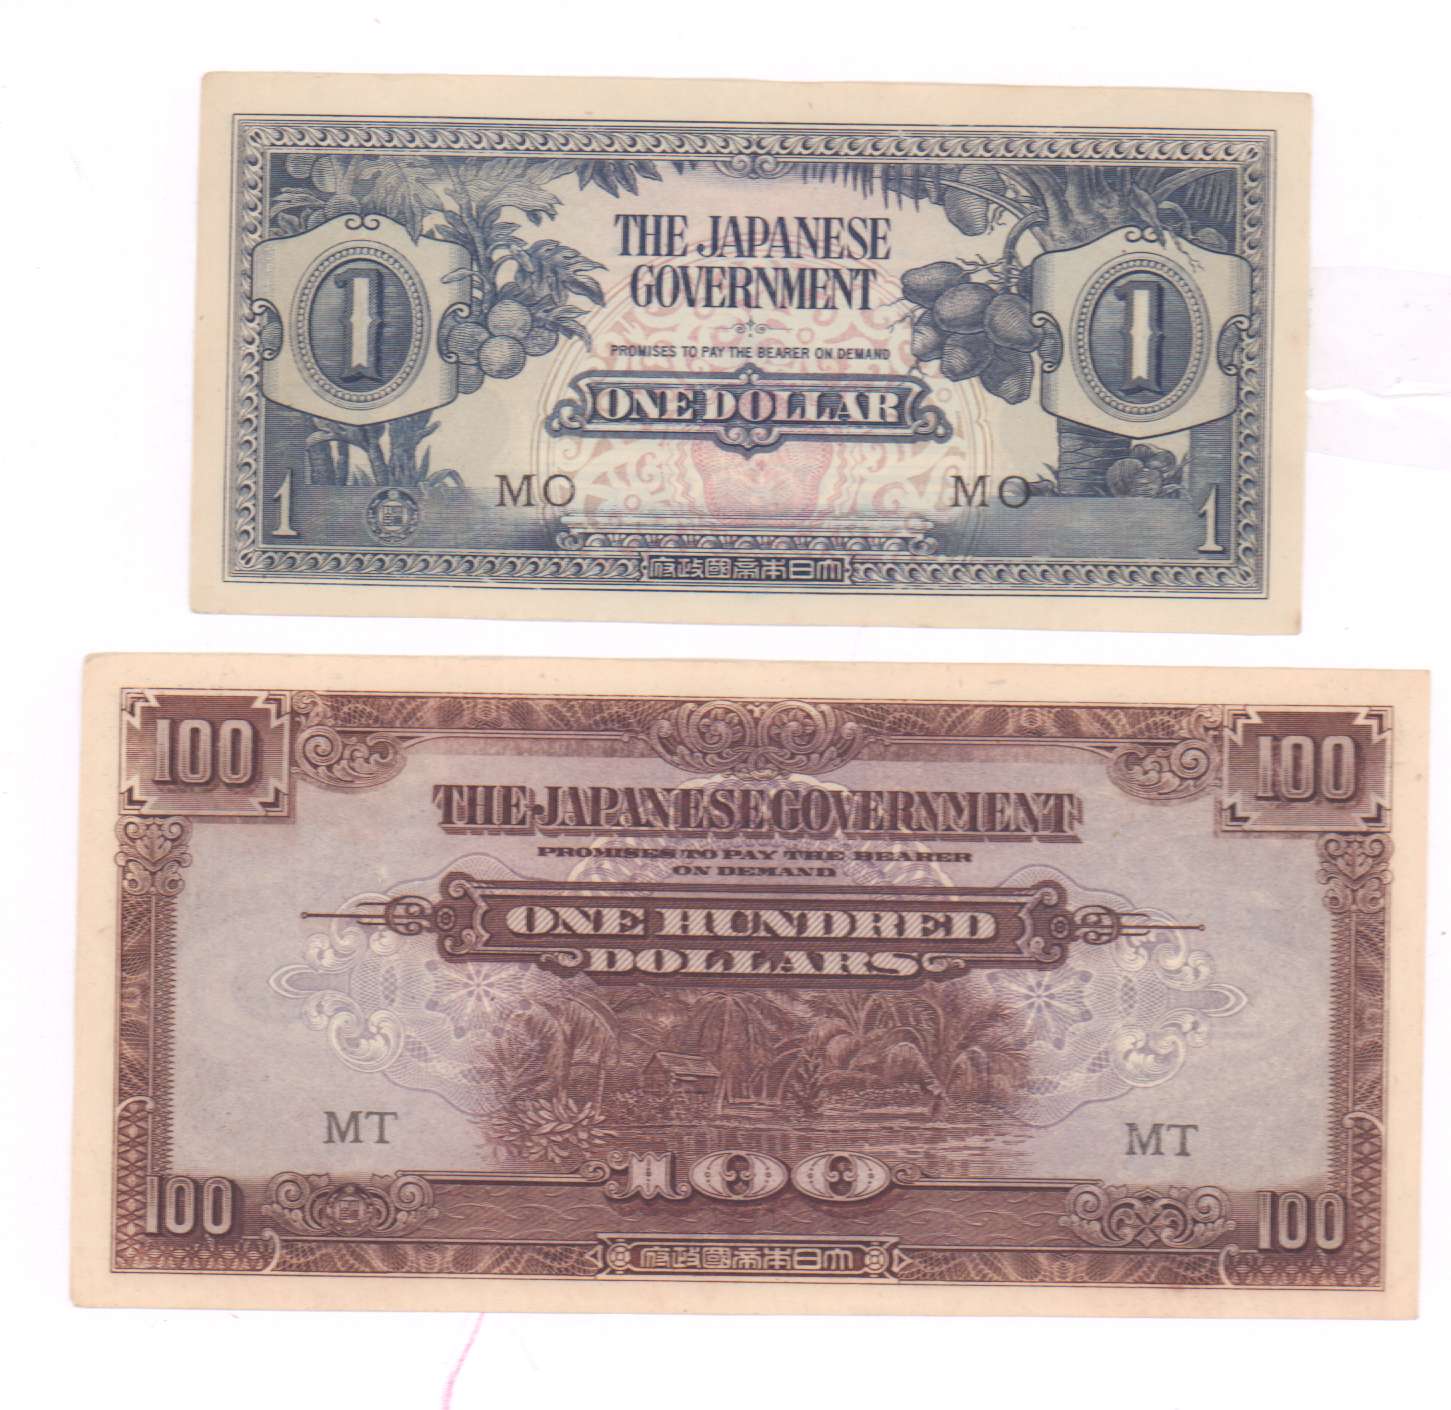 THE JAPANESE
GOVERNMENT
1 1
PROMISES TO PAY THE BEARER ON DEMAND
ONE DOLLAR
MO MO
1 1
府政國帝本日大
100 100
THE JAPANESE GOVERNMENT
PROMISES TO PAY THE BEARER
ON DEMAND
ONE HUNDRED
DOLLARS
MT MT
M100
100 100
府政國帝本日大